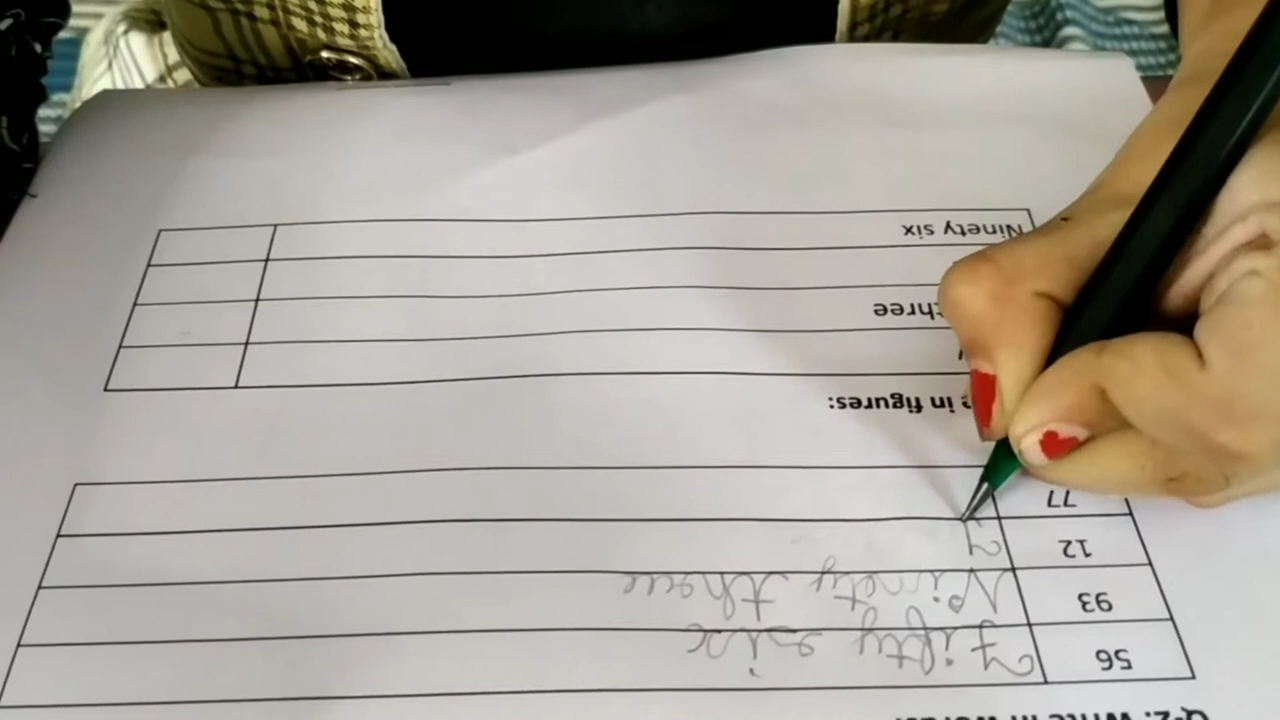 Q-2. Write in words:
56 Fifty six
93 Ninety three
12
77
in figures:
three
Ninety six